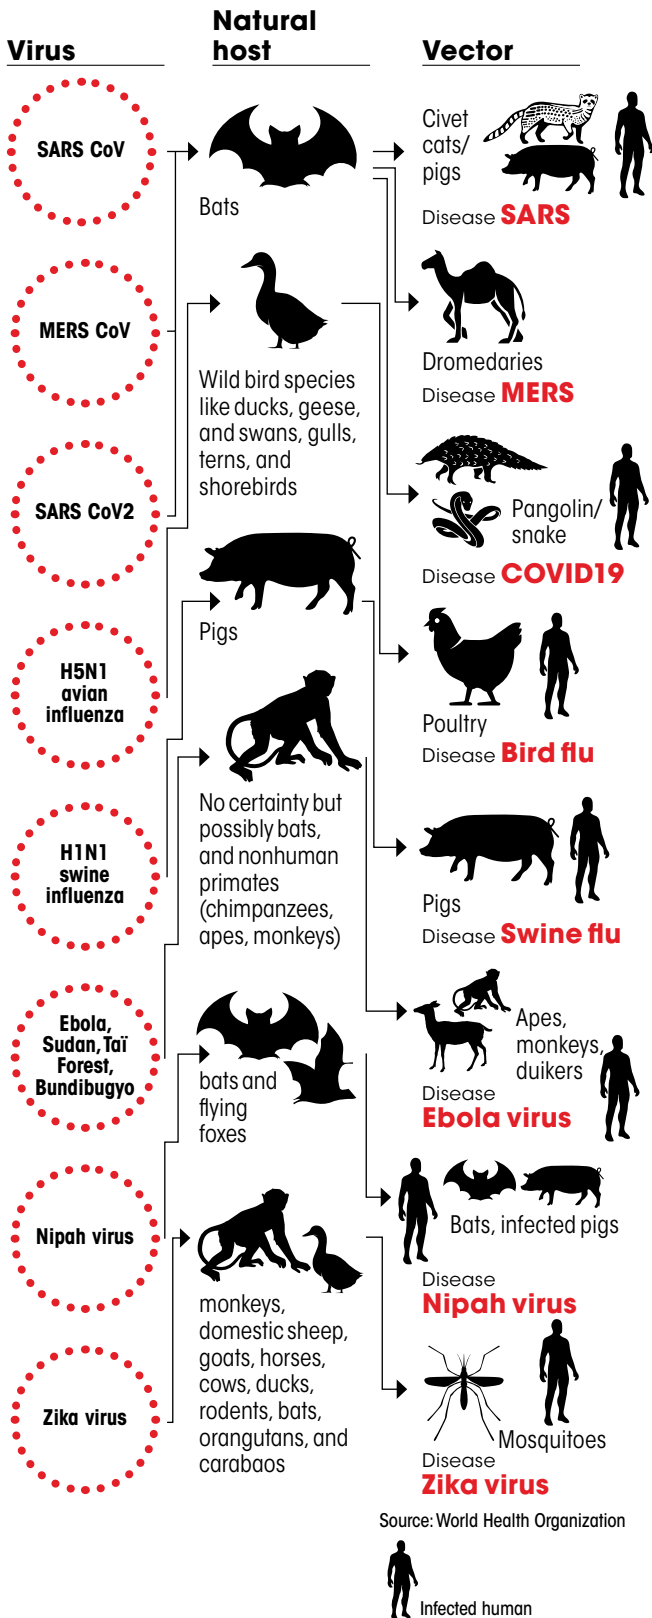 Virus
Natural
host
Vector
SARS CoV
Bats
Civet
cats/
pigs
Disease SARS
MERS CoV
Wild bird species
like ducks, geese,
and swans, gulls,
terns, and
shorebirds
Dromedaries
Disease MERS
SARS CoV2
Pangolin/
snake
Disease COVID19
H5N1
avian
influenza
Pigs
Poultry
Disease Bird flu
H1N1
swine
influenza
No certainty but
possibly bats,
and nonhuman
primates
(chimpanzees,
apes, monkeys)
Pigs
Disease Swine flu
Ebola,
Sudan, Taï
Forest,
Bundibugyo
bats and
flying
foxes
Apes,
monkeys,
duikers
Disease
Ebola virus
Nipah virus
Bats, infected pigs
Disease
Nipah virus
Zika virus
monkeys,
domestic sheep,
goats, horses,
cows, ducks,
rodents, bats,
orangutans, and
carabaos
Mosquitoes
Disease
Zika virus
Source: World Health Organization
Infected human